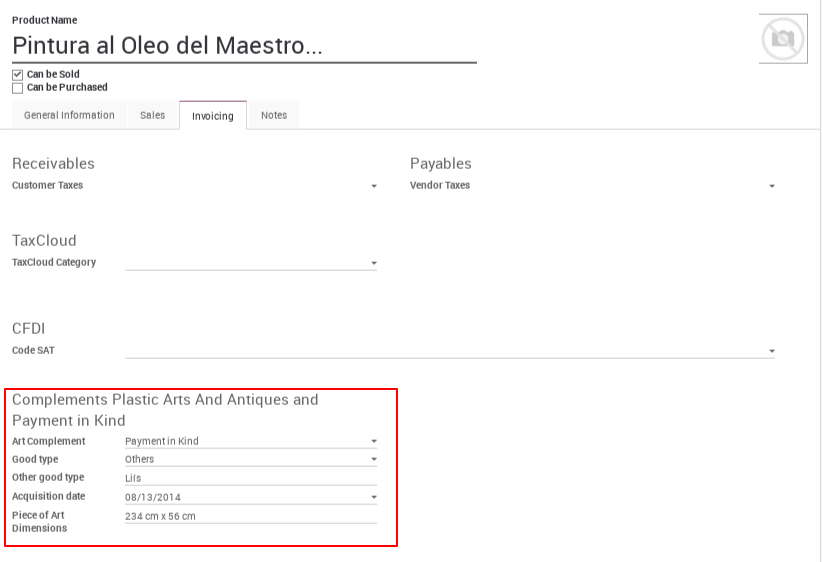 Product Name
Pintura al Oleo del Maestro...
Can be Sold
Can be Purchased
General Information Sales Invoicing Notes
Receivables Payables
Customer Taxes Vendor Taxes
TaxCloud
TaxCloud Category
CFDI
Code SAT
Complements Plastic Arts And Antiques and
Payment in Kind
Art Complement Payment in Kind
Good type Others
Other good type Lils
Acquisition date 08/13/2014
Piece of Art 234 cm x 56 cm
Dimensions